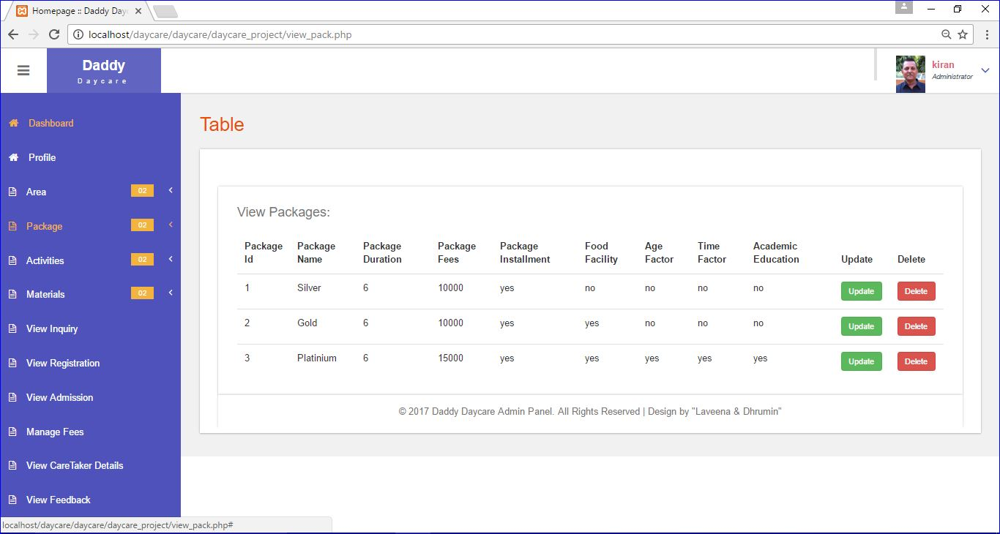 Homepage :: Daddy Day
localhost/daycare/daycare/daycare_project/view_pack.php
Daddy
Daycare
kiran
Administrator
Dashboard
Profile
Area 02
Package 02
Activities 02
Materials 02
View Inquiry
View Registration
View Admission
Manage Fees
View CareTaker Details
View Feedback
Table
View Packages:
Package Id Package Name Package Duration Package Fees Package Installment Food Facility Age Factor Time Factor Academic Education Update Delete
1 Silver 6 10000 yes no no no no Update Delete
2 Gold 6 10000 yes yes no no no Update Delete
3 Platinium 6 15000 yes yes yes yes yes Update Delete
© 2017 Daddy Daycare Admin Panel. All Rights Reserved | Design by "Laveena & Dhrumin"
localhost/daycare/daycare/daycare_project/view_pack.php#